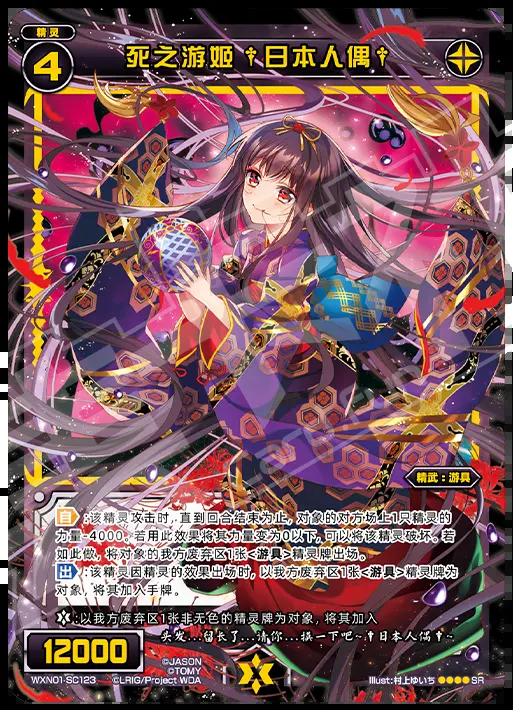 精灵
4
死之游姬 †日本人偶†
精武：游具
自:该精灵攻击时，直到回合结束为止，对象的对方场上1只精灵的
力量-4000。若用此效果将其力量变为0以下，可以将该精灵破坏。若
如此做，将对象的我方废弃区1张<游具>精灵牌出场。
出:该精灵因精灵的效果出场时，以我方废弃区1张<游具>精灵牌为
对象，将其加入手牌。
:以我方废弃区1张非无色的精灵牌为对象，将其加入
头发...留长了...请你...摸一下吧~†日本人偶†~
12000
©JASON
©TOMY
WXN01-SC123 ©LRIG/Project WDA
Illust:村上ゆいち SR